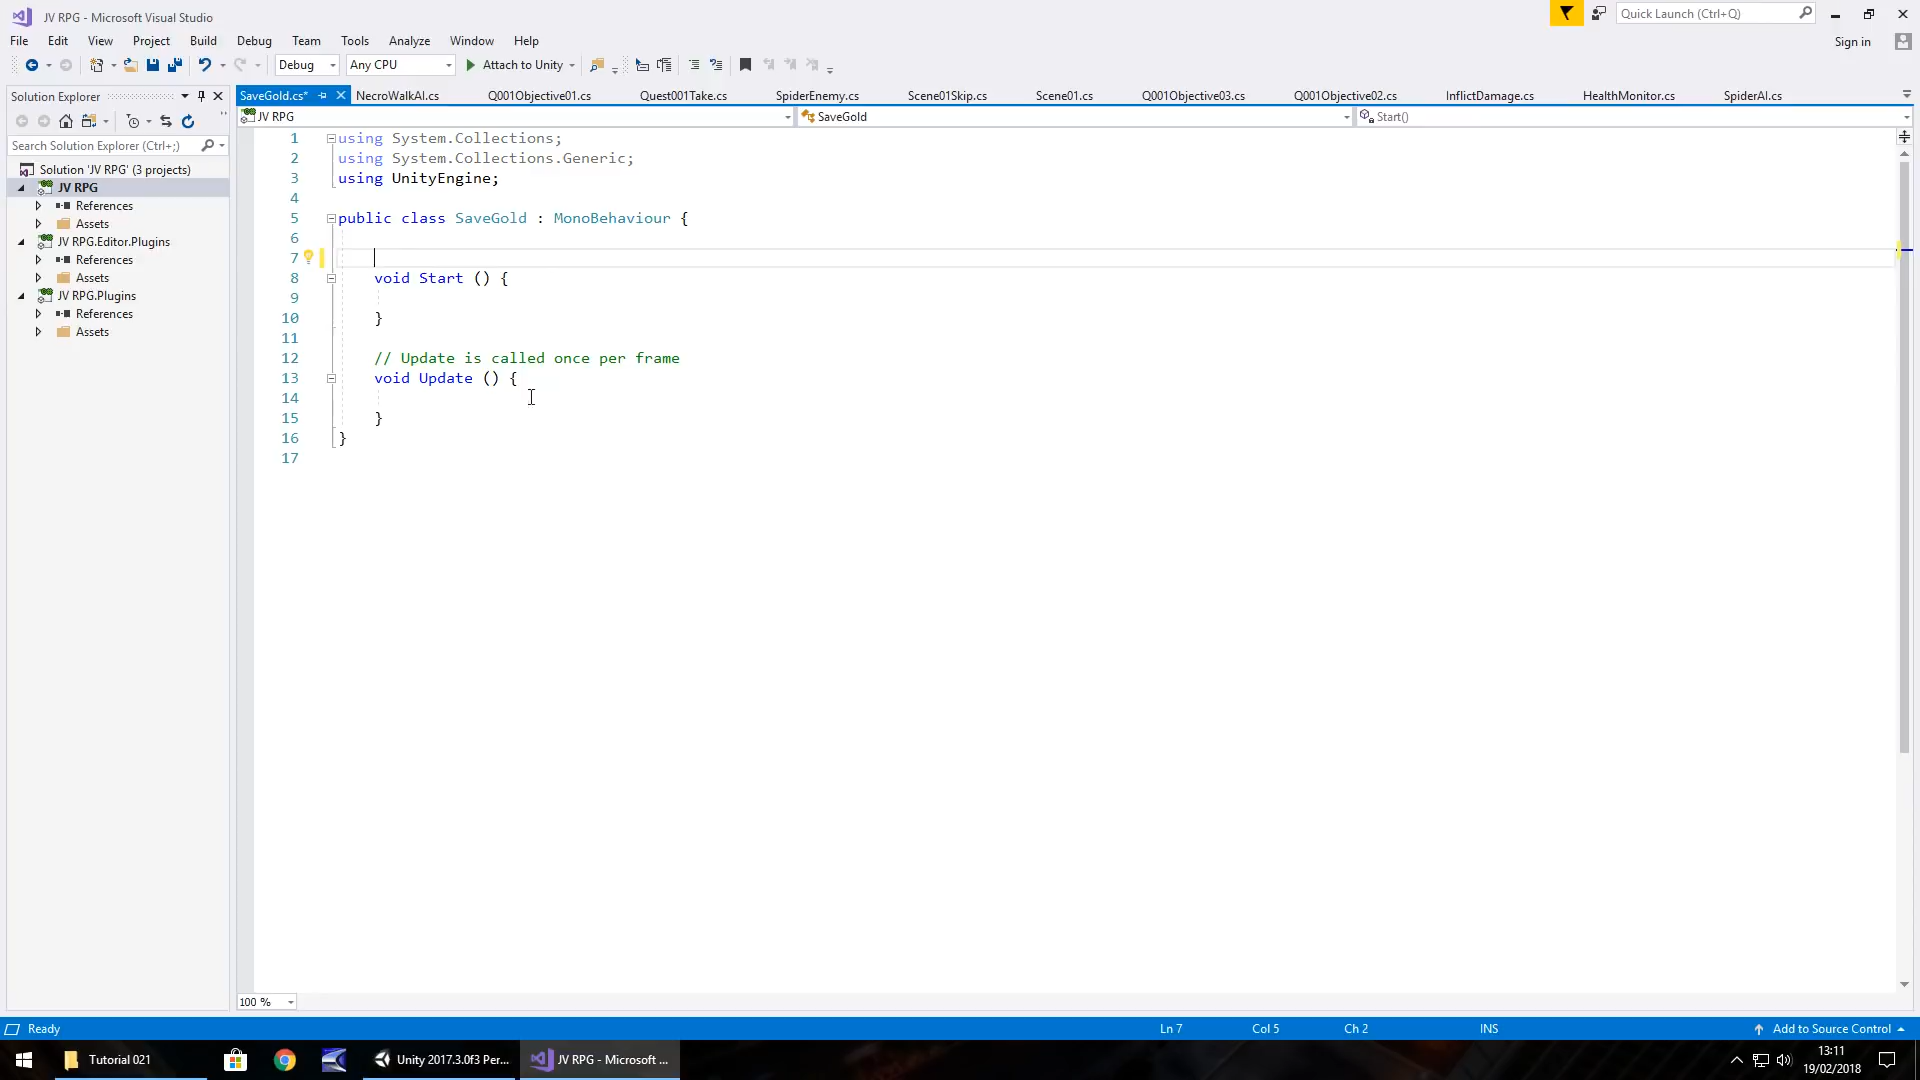 JV RPG - Microsoft Visual Studio
Quick Launch (Ctrl+Q)
File Edit View Project Build Debug Team Tools Analyze Window Help
Sign in
Debug Any CPU Attach to Unity
Solution Explorer
SaveGold.cs* NecroWalkAI.cs Q001Objective01.cs Quest001Take.cs SpiderEnemy.cs Scene01Skip.cs Scene01.cs Q001Objective03.cs Q001Objective02.cs InflictDamage.cs HealthMonitor.cs SpiderAI.cs
JV RPG SaveGold Start()
Search Solution Explorer (Ctrl+;)
Solution 'JV RPG' (3 projects)
JV RPG
References
Assets
JV RPG.Editor.Plugins
References
Assets
JV RPG.Plugins
References
Assets
1 using System.Collections;
2 using System.Collections.Generic;
3 using UnityEngine;
4
5 public class SaveGold : MonoBehaviour {
6
7
8 void Start () {
9
10 }
11
12 // Update is called once per frame
13 void Update () {
14
15 }
16 }
17
100 %
Ready Ln 7 Col 5 Ch 2 INS Add to Source Control
Tutorial 021 Unity 2017.3.0f3 Per... JV RPG - Microsoft ...
13:11
19/02/2018